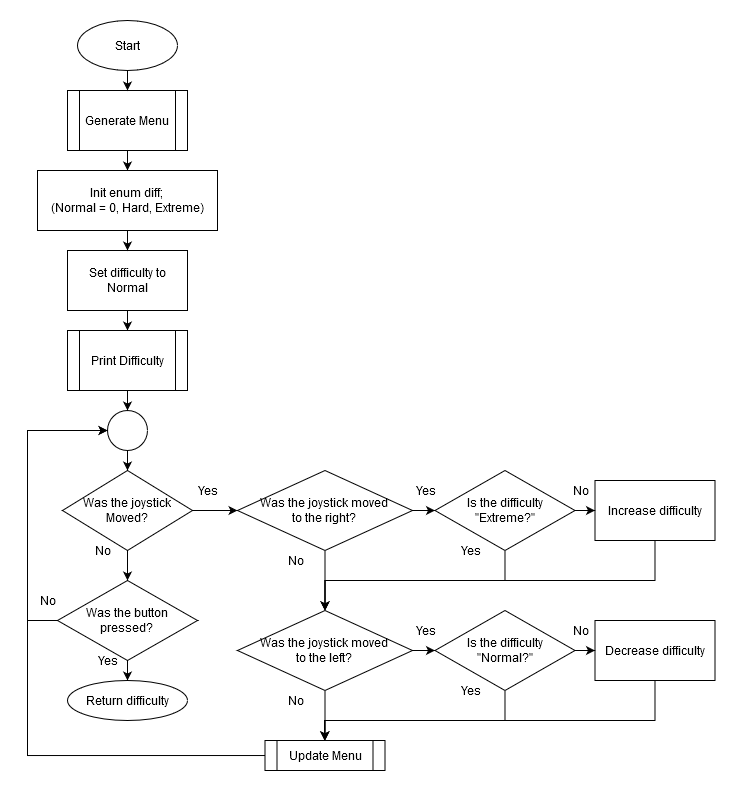 Start
Generate Menu
Init enum diff;
(Normal = 0, Hard, Extreme)
Set difficulty to
Normal
Print Difficulty
Was the joystick
Moved?
Yes
Was the joystick moved
to the right?
Yes
Is the difficulty
"Extreme?"
No
Increase difficulty
No
No
Yes
No
Was the button
pressed?
Yes
Return difficulty
Was the joystick moved
to the left?
Yes
Is the difficulty
"Normal?"
No
Decrease difficulty
No
Yes
Update Menu